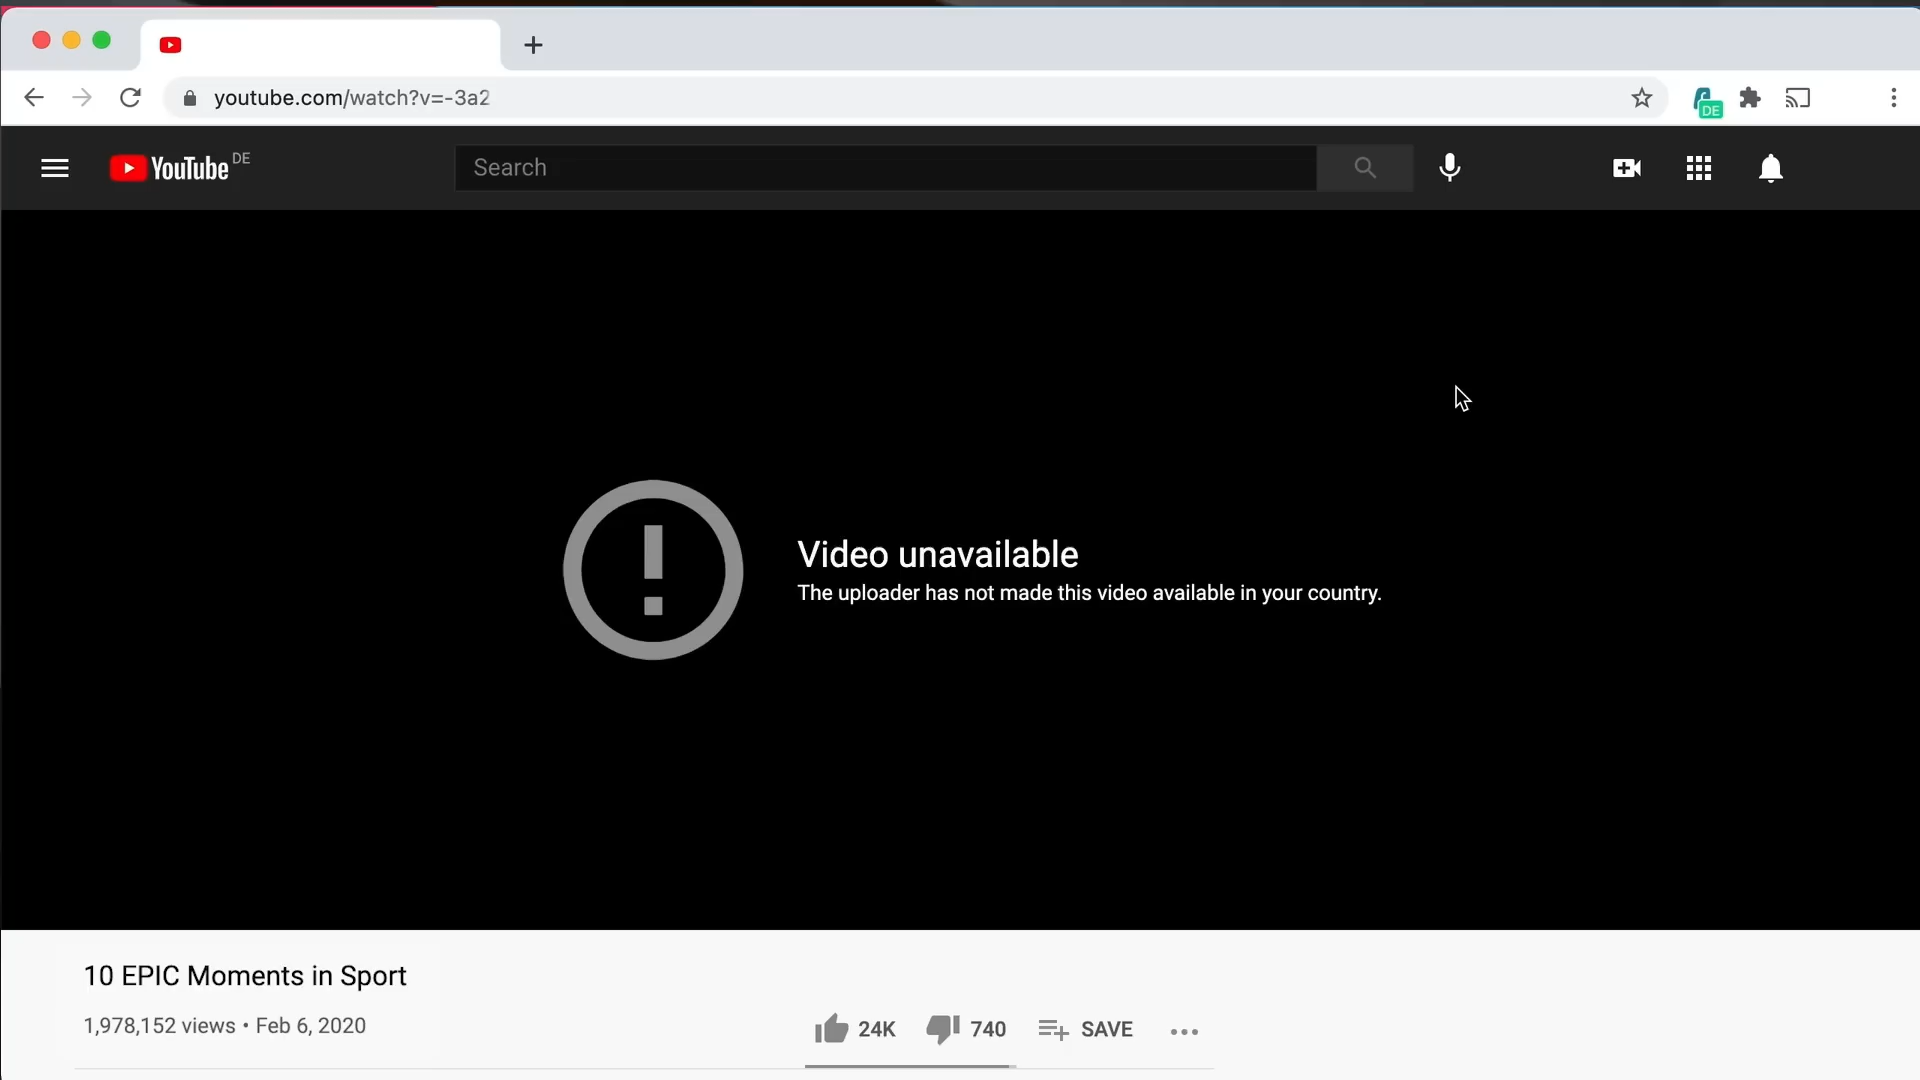 youtube.com/watch?v=-3a2
DE
YouTube DE
Search
Video unavailable
The uploader has not made this video available in your country.
10 EPIC Moments in Sport
1,978,152 views • Feb 6, 2020
24K 740 SAVE